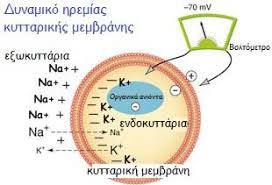 Δυναμικό ηρεμίας
κυτταρικής μεμβράνης
~70 mV
Βολτόμετρο
εξωκυττάρια
Na+ +
Na+ +
Na+ +
Na+ +
Na+
Na+
K+
K+
K+
Οργανικά ανιόντα
ενδοκυττάρια
Na+
K+
K+
κυτταρική μεμβράνη